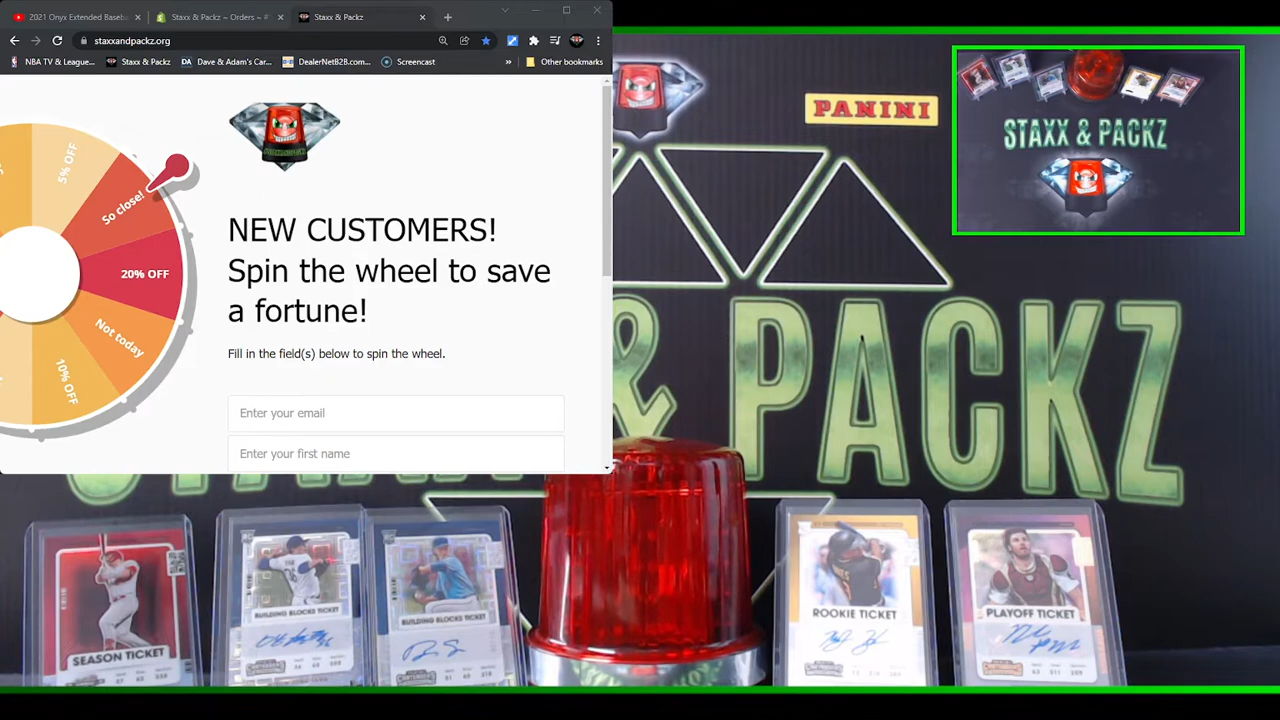 2021 Onyx Extended Baseb
Staxx & Packz ~ Orders ~ #
Staxx & Packz
staxxandpackz.org
NBA TV & League...
Staxx & Packz
DA
Dave & Adam's Car...
DealerNetB2B.com...
Screencast
»
Other bookmarks
5% OFF
So close!
20% OFF
Not today
10% OFF
NEW CUSTOMERS!
Spin the wheel to save
a fortune!
Fill in the field(s) below to spin the wheel.
Enter your email
Enter your first name
PANINI
STAXX & PACKZ
& PACKZ
SEASON TICKET
BUILDING BLOCKS TICKET
BUILDING BLOCKS TICKET
ROOKIE TICKET
PLAYOFF TICKET